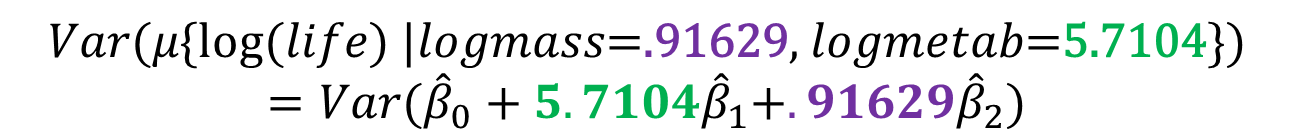 Var(μ{log(life) |logmass=.91629, logmetab=5.7104})
= Var(β̂₀ + 5.7104β̂₁+.91629β̂₂)